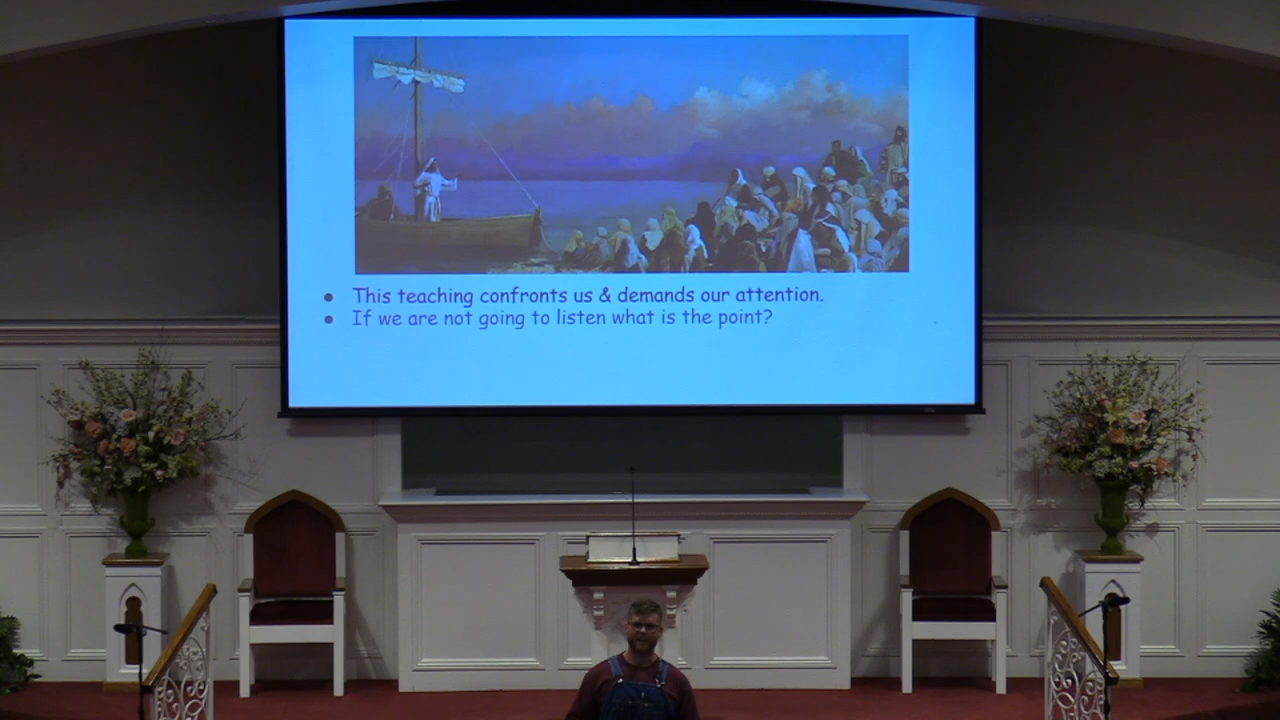 • This teaching confronts us & demands our attention.
• If we are not going to listen what is the point?